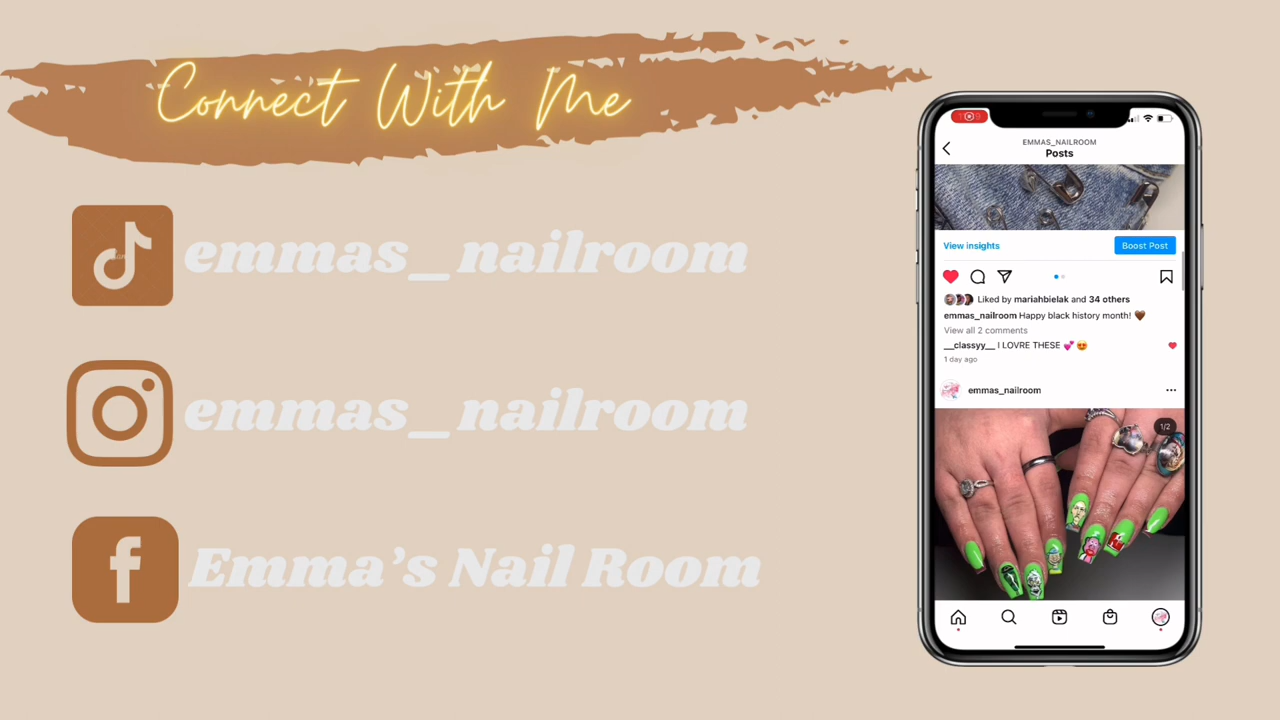 Connect With Me
emmas_nailroom
emmas_nailroom
Emma's Nail Room
EMMAS_NAILROOM
Posts
View insights
Boost Post
Liked by mariahbielak and 34 others
emmas_nailroom Happy black history month! 🤎
View all 2 comments
__classyy__ I LOVRE THESE 💞😍
1 day ago
emmas_nailroom
1/2